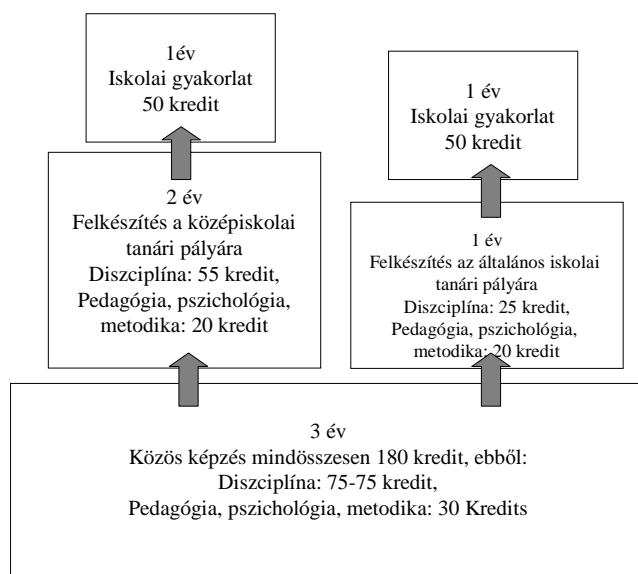 1év
Iskolai gyakorlat
50 kredit
1 év
Iskolai gyakorlat
50 kredit
2 év
Felkészítés a középiskolai
tanári pályára
Diszciplína: 55 kredit,
Pedagógia, pszichológia,
metodika: 20 kredit
1 év
Felkészítés az általános iskolai
tanári pályára
Diszciplína: 25 kredit,
Pedagógia, pszichológia,
metodika: 20 kredit
3 év
Közös képzés mindösszesen 180 kredit, ebből:
Diszciplína: 75-75 kredit,
Pedagógia, pszichológia, metodika: 30 Kredits